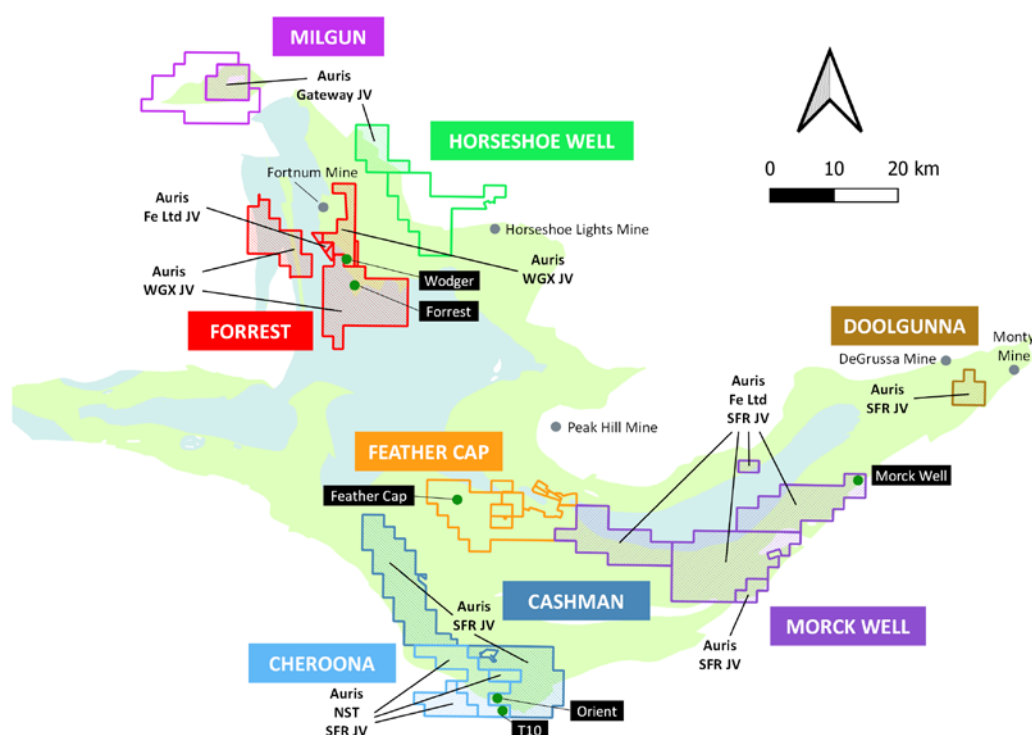 MILGUN
Auris
Gateway JV
HORSESHOE WELL
0 10 20 km
Fortnum Mine
Auris
Fe Ltd JV
Horseshoe Lights Mine
Auris
WGX JV
Auris
WGX JV
Wodger
Forrest
FORREST
DOOLGUNNA
Monty
Mine
DeGrussa Mine
Auris
SFR JV
Auris
Fe Ltd
SFR JV
Peak Hill Mine
FEATHER CAP
Feather Cap
Morck Well
CASHMAN
Auris
SFR JV
MORCK WELL
Auris
SFR JV
CHEROONA
Auris
NST
SFR JV
Orient
T10